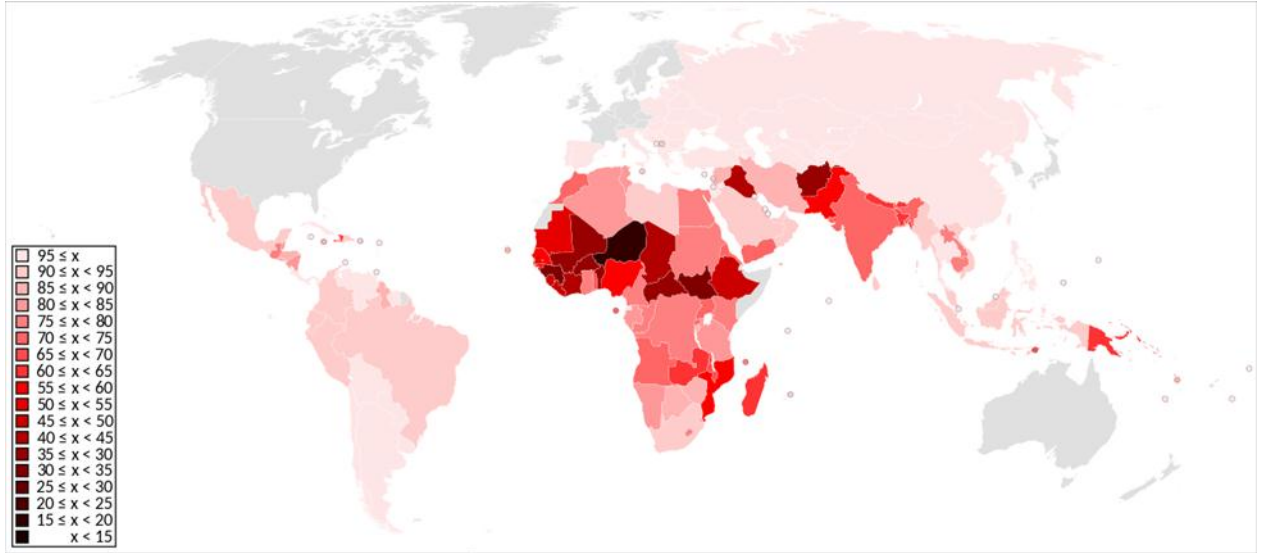 95 ≤ x
90 ≤ x < 95
85 ≤ x < 90
80 ≤ x < 85
75 ≤ x < 80
70 ≤ x < 75
65 ≤ x < 70
60 ≤ x < 65
55 ≤ x < 60
50 ≤ x < 55
45 ≤ x < 50
40 ≤ x < 45
35 ≤ x < 30
30 ≤ x < 35
25 ≤ x < 30
20 ≤ x < 25
15 ≤ x < 20
x < 15